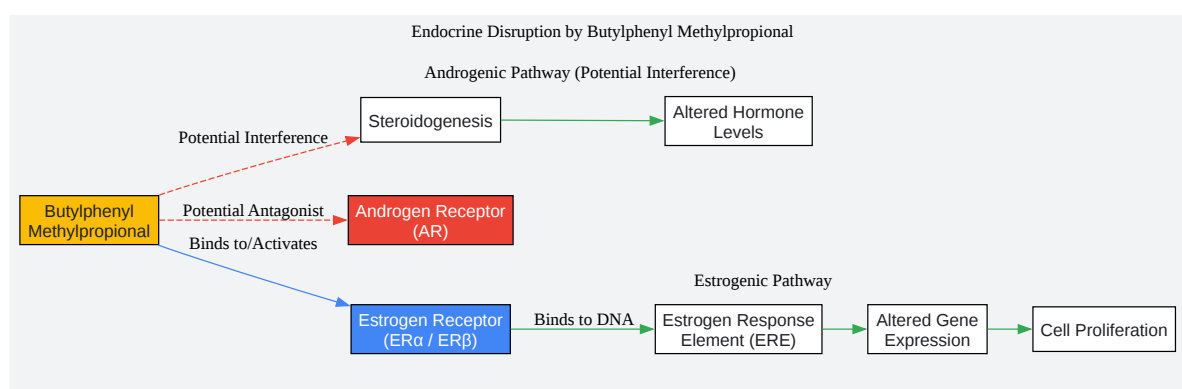 Endocrine Disruption by Butylphenyl Methylpropional
Androgenic Pathway (Potential Interference)
Steroidogenesis
Altered Hormone
Levels
Potential Interference
Butylphenyl
Methylpropional
Potential Antagonist
Androgen Receptor
(AR)
Binds to/Activates
Estrogenic Pathway
Estrogen Receptor
(ERα / ERβ)
Binds to DNA
Estrogen Response
Element (ERE)
Altered Gene
Expression
Cell Proliferation